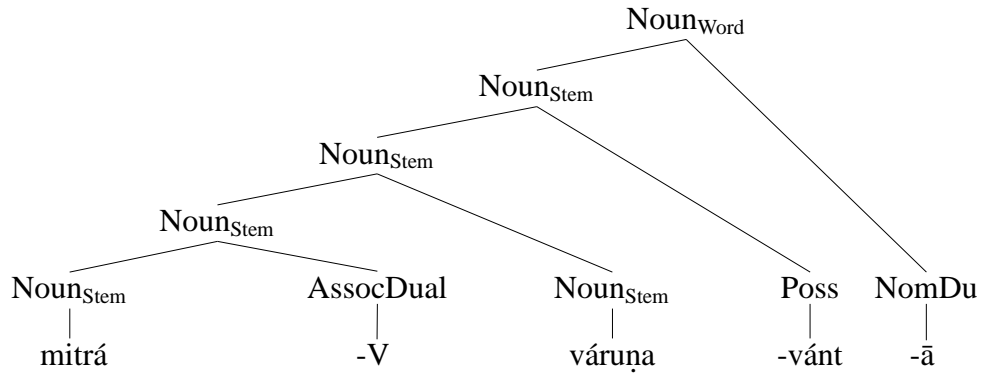 Noun_Word
Noun_Stem
Noun_Stem
Noun_Stem
Noun_Stem AssocDual Noun_Stem Poss NomDu
mitrá -V váruṇa -vánt -ā